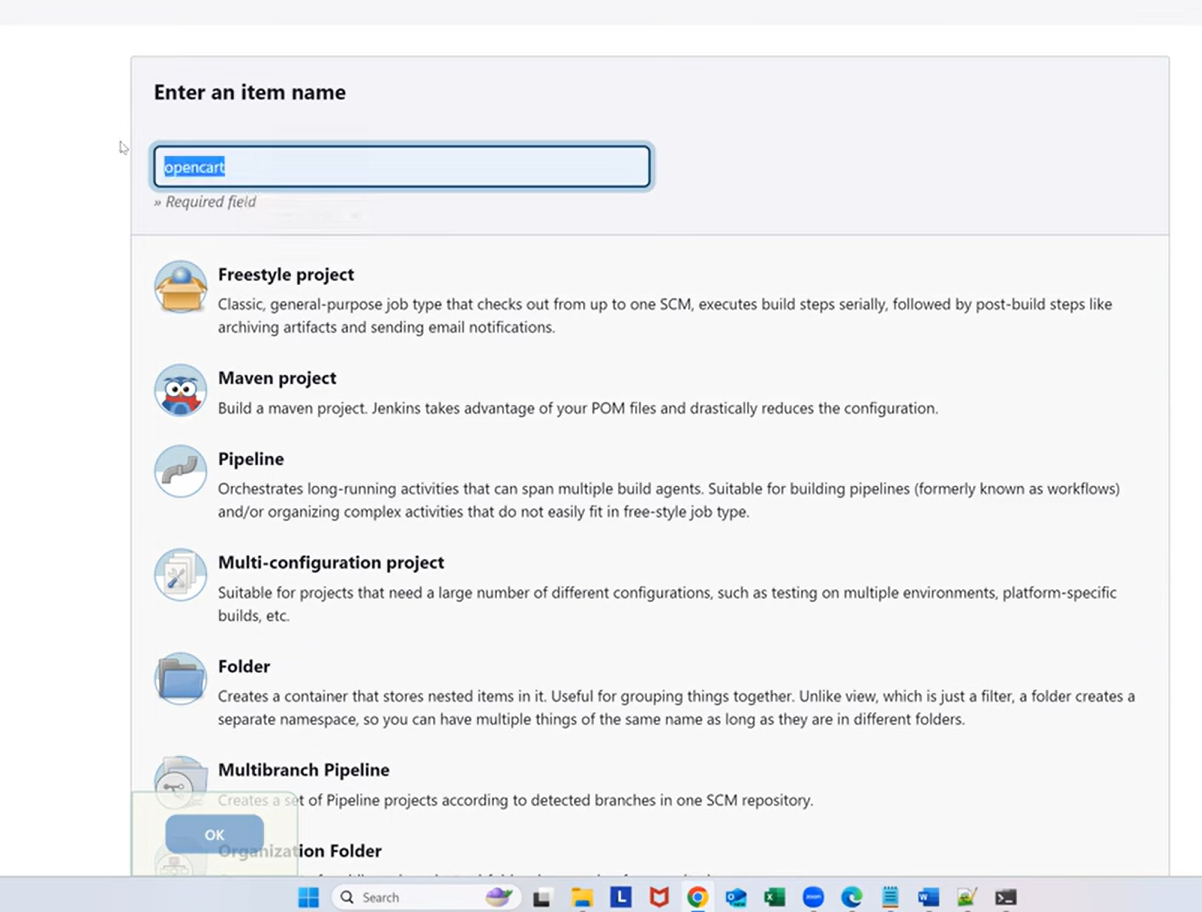 Enter an item name
opencart
» Required field
Freestyle project
Classic, general-purpose job type that checks out from up to one SCM, executes build steps serially, followed by post-build steps like
archiving artifacts and sending email notifications.
Maven project
Build a maven project. Jenkins takes advantage of your POM files and drastically reduces the configuration.
Pipeline
Orchestrates long-running activities that can span multiple build agents. Suitable for building pipelines (formerly known as workflows)
and/or organizing complex activities that do not easily fit in free-style job type.
Multi-configuration project
Suitable for projects that need a large number of different configurations, such as testing on multiple environments, platform-specific
builds, etc.
Folder
Creates a container that stores nested items in it. Useful for grouping things together. Unlike view, which is just a filter, a folder creates a
separate namespace, so you can have multiple things of the same name as long as they are in different folders.
Multibranch Pipeline
Creates a set of Pipeline projects according to detected branches in one SCM repository.
OK
Organization Folder
Search
L
zoom